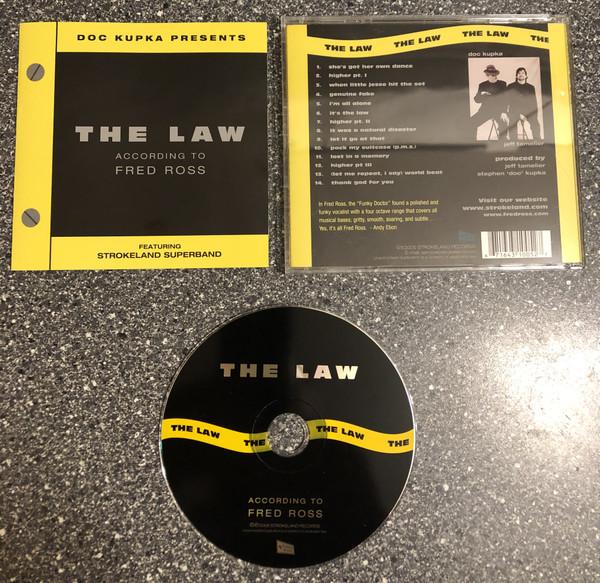 DOC KUPKA PRESENTS
THE LAW
ACCORDING TO
FRED ROSS
FEATURING
STROKELAND SUPERBAND
THE LAW THE LAW THE LAW THE
doc kupka
1. she's got her own dance
2. higher pt. I
3. when little jesse hit the set
4. genuine fake
5. i'm all alone
6. it's the law
7. higher pt. II
8. it was a natural disaster
9. let it go at that
10. pack my suitcase (p.m.s.)
11. lost in a memory
12. higher pt III
13. (let me repeat, i say) world beat
14. thank god for you
jeff tamelier
produced by
jeff tamelier
stephen 'doc' kupka
In Fred Ross, the "Funky Doctor" found a polished and
funky vocalist with a four octave range that covers all
musical bases; gritty, smooth, soaring, and subtle...
Yes, it's all Fred Ross. - Andy Ebon
Visit our website
www.strokeland.com
www.fredross.com
STROKELAND RECORDS
THE LAW
THE LAW THE THE LAW THE
ACCORDING TO
FRED ROSS
STROKELAND RECORDS